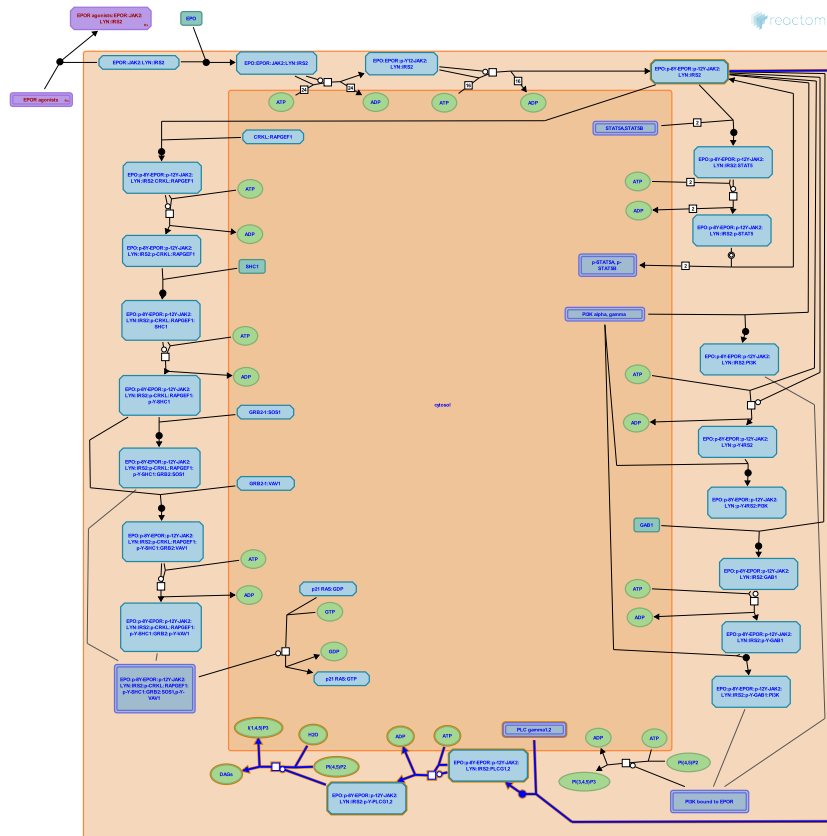 EPOR agonists:EPOR:JAK2:
LYN:IRS2
EPO
reactom
EPOR:JAK2:LYN:IRS2
EPO:EPOR:JAK2:LYN:IRS2
EPO:EPOR:p-Y12-JAK2:
LYN:IRS2
EPO:p-8Y-EPOR:p-12Y-JAK2:
LYN:IRS2
EPOR agonists
24
24
16
16
ATP
ADP
ATP
ADP
CRKL:RAPGEF1
STAT5A,STAT5B
2
EPO:p-8Y-EPOR:p-12Y-JAK2:
LYN:IRS2:CRKL:RAPGEF1
ATP
EPO:p-8Y-EPOR:p-12Y-JAK2:
LYN:IRS2:STAT5
ATP
2
ADP
2
ADP
EPO:p-8Y-EPOR:p-12Y-JAK2:
LYN:IRS2:p-STAT5
EPO:p-8Y-EPOR:p-12Y-JAK2:
LYN:IRS2:p-CRKL:RAPGEF1
SHC1
p-STAT5A, p-
STAT5B
2
EPO:p-8Y-EPOR:p-12Y-JAK2:
LYN:IRS2:p-CRKL:RAPGEF1:
SHC1
PI3K alpha, gamma
ATP
EPO:p-8Y-EPOR:p-12Y-JAK2:
LYN:IRS2:PI3K
ADP
ATP
EPO:p-8Y-EPOR:p-12Y-JAK2:
LYN:IRS2:p-CRKL:RAPGEF1:
p-Y-SHC1
cytosol
GRB2-1:SOS1
ADP
EPO:p-8Y-EPOR:p-12Y-JAK2:
LYN:p-Y-IRS2
EPO:p-8Y-EPOR:p-12Y-JAK2:
LYN:IRS2:p-CRKL:RAPGEF1
p-Y-SHC1:GRB2:SOS1
GRB2-1:VAV1
EPO:p-8Y-EPOR:p-12Y-JAK2:
LYN:p-Y-IRS2:PI3K
GAB1
EPO:p-8Y-EPOR:p-12Y-JAK2:
LYN:IRS2:p-CRKL:RAPGEF1:
p-Y-SHC1:GRB2:VAV1
ATP
EPO:p-8Y-EPOR:p-12Y-JAK2:
LYN:IRS2:GAB1
ADP
p21 RAS:GDP
ATP
GTP
ADP
EPO:p-8Y-EPOR:p-12Y-JAK2:
LYN:IRS2:p-CRKL:RAPGEF1:
p-Y-SHC1:GRB2:p-Y-VAV1
EPO:p-8Y-EPOR:p-12Y-JAK2:
LYN:IRS2:p-Y-GAB1
GDP
p21 RAS:GTP
EPO:p-8Y-EPOR:p-12Y-JAK2:
LYN:IRS2:p-CRKL:RAPGEF1:
p-Y-SHC1:GRB2:SOS1,p-Y-
VAV1
EPO:p-8Y-EPOR:p-12Y-JAK2:
LYN:IRS2:p-Y-GAB1:PI3K
I(1,4,5)P3
H2O
ADP
ATP
PLC gamma1,2
ADP
ATP
DAGs
PI(4,5)P2
EPO:p-8Y-EPOR:p-12Y-JAK2:
LYN:IRS2:PLCG1,2
PI(4,5)P2
PI(3,4,5)P3
EPO:p-8Y-EPOR:p-12Y-JAK2:
LYN:IRS2:p-Y-PLCG1,2
PI3K bound to EPOR